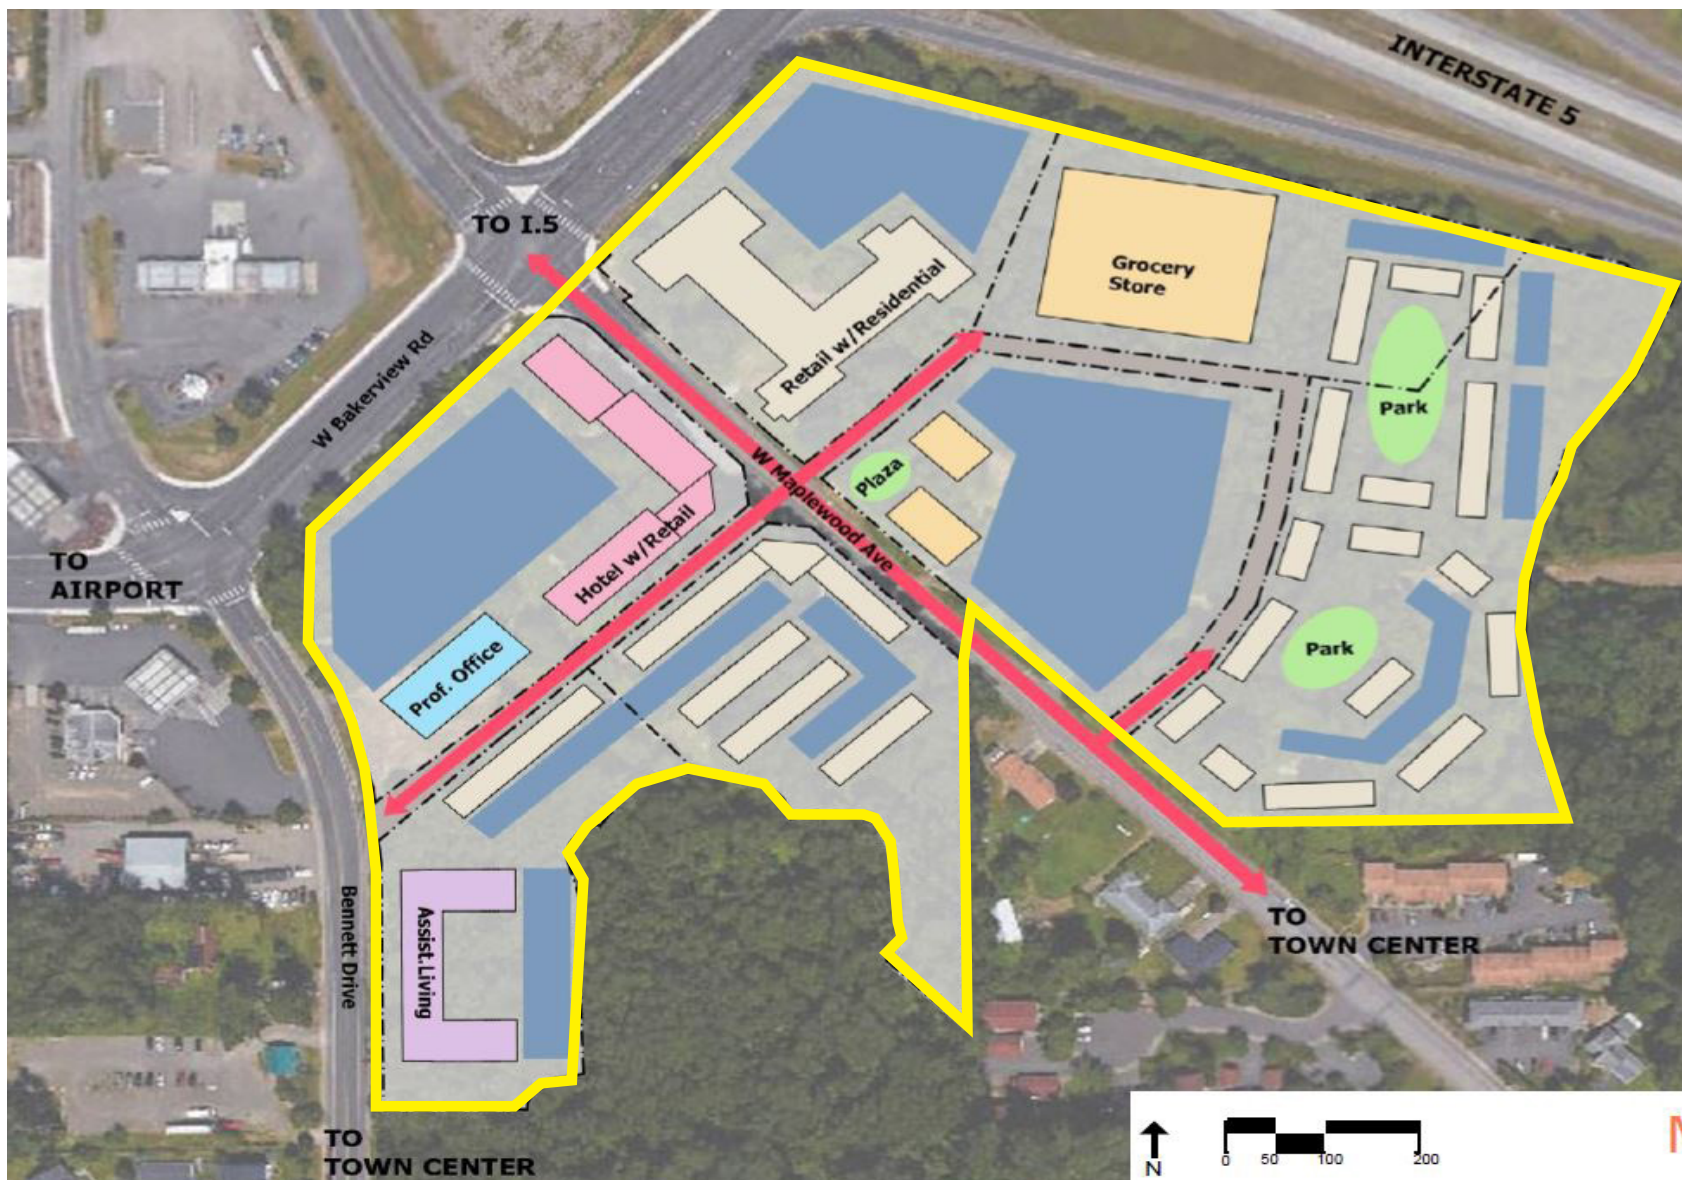 INTERSTATE 5
TO I.5
Grocery
Store
Retail w/Residential
W Bakerview Rd
Park
Plaza
W Maplewood Ave
Hotel w/Retail
TO
AIRPORT
Prof. Office
Park
Assist.Living
Bennett Drive
TO
TOWN CENTER
TO
TOWN CENTER
N
0 50 100 200